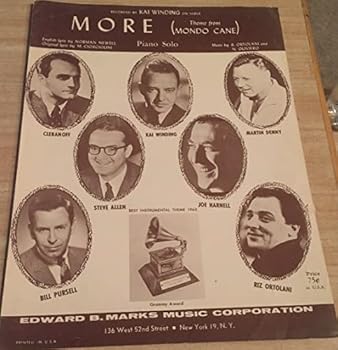 RECORDED BY KAI WINDING ON VERVE
MORE
Theme from
(MONDO CANE)
English lyric by NORMAN NEWELL
Original lyric by M. CIORCIOLINI
Piano Solo
Music by R. ORTOLANI and
N. OLIVIERO
CLEBANOFF
KAI WINDING
MARTIN DENNY
STEVE ALLEN
JOE HARNELL
BEST INSTRUMENTAL THEME 1963
BILL PURSELL
Grammy Award
RIZ ORTOLANI
Price
75¢
in U.S.A.
EDWARD B. MARKS MUSIC CORPORATION
136 West 52nd Street • New York 19, N. Y.
PRINTED IN U.S.A.